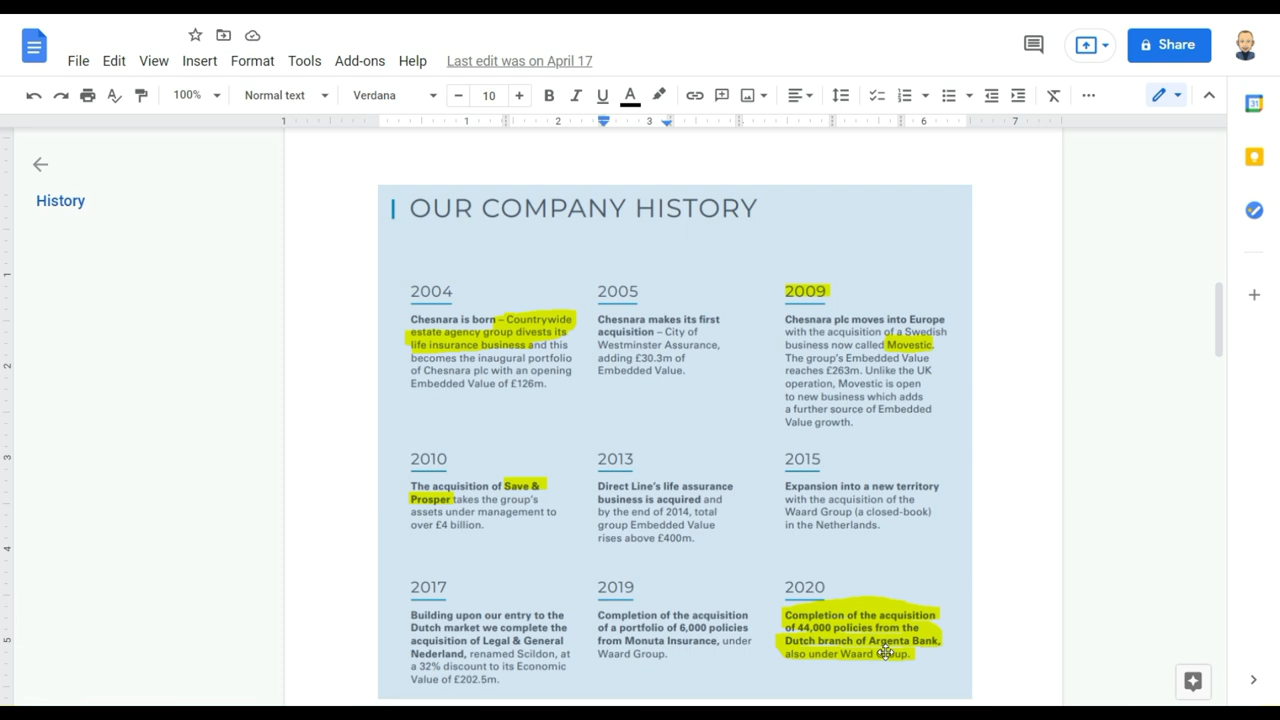 File Edit View Insert Format Tools Add-ons Help Last edit was on April 17
Share
100% Normal text Verdana 10 B I U A
1 1 2 3 6 7
History
OUR COMPANY HISTORY
2004
Chesnara is born – Countrywide
estate agency group divests its
life insurance business and this
becomes the inaugural portfolio
of Chesnara plc with an opening
Embedded Value of £126m.
2005
Chesnara makes its first
acquisition – City of
Westminster Assurance,
adding £30.3m of
Embedded Value.
2009
Chesnara plc moves into Europe
with the acquisition of a Swedish
business now called Movestic.
The group's Embedded Value
reaches £263m. Unlike the UK
operation, Movestic is open
to new business which adds
a further source of Embedded
Value growth.
2010
The acquisition of Save &
Prosper takes the group's
assets under management to
over £4 billion.
2013
Direct Line's life assurance
business is acquired and
by the end of 2014, total
group Embedded Value
rises above £400m.
2015
Expansion into a new territory
with the acquisition of the
Waard Group (a closed-book)
in the Netherlands.
2017
Building upon our entry to the
Dutch market we complete the
acquisition of Legal & General
Nederland, renamed Scildon, at
a 32% discount to its Economic
Value of £202.5m.
2019
Completion of the acquisition
of a portfolio of 6,000 policies
from Monuta Insurance, under
Waard Group.
2020
Completion of the acquisition
of 44,000 policies from the
Dutch branch of Argenta Bank,
also under Waard Group.
1
2
3
4
5
31